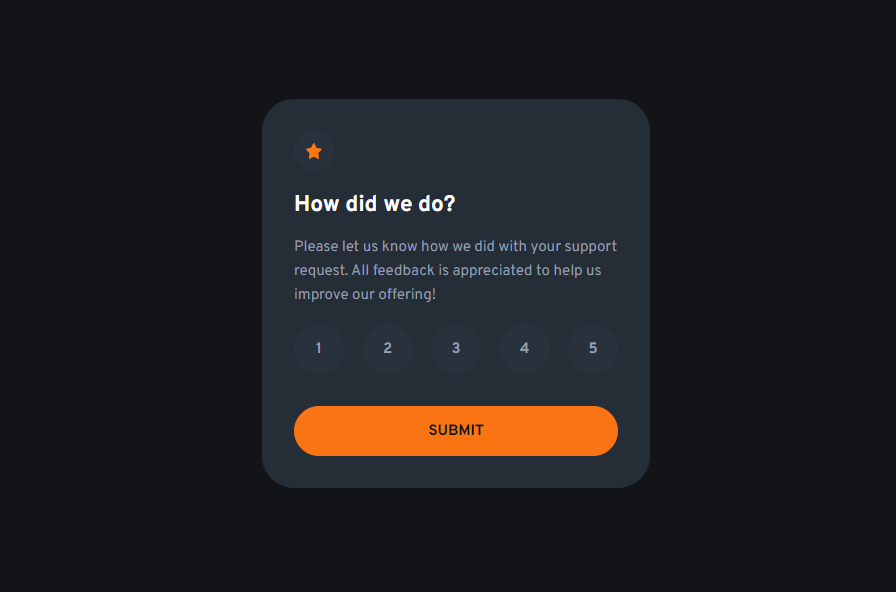 How did we do?
Please let us know how we did with your support
request. All feedback is appreciated to help us
improve our offering!
1 2 3 4 5
SUBMIT